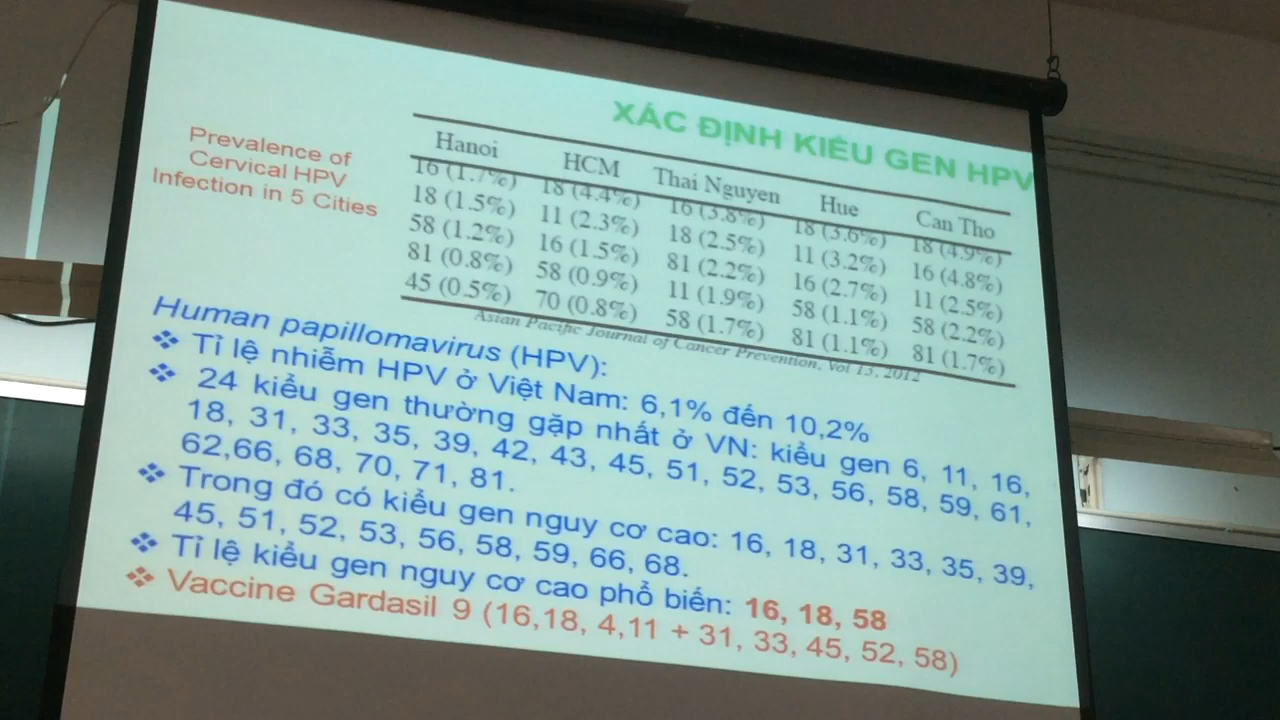 XÁC ĐỊNH KIỂU GEN HPV
Prevalence of
Cervical HPV
Infection in 5 Cities
Hanoi HCM Thai Nguyen Hue Can Tho
16 (1.7%) 18 (4.4%) 16 (3.8%) 18 (3.6%) 18 (4.9%)
18 (1.5%) 11 (2.3%) 18 (2.5%) 11 (3.2%) 16 (4.8%)
58 (1.2%) 16 (1.5%) 81 (2.2%) 16 (2.7%) 11 (2.5%)
81 (0.8%) 58 (0.9%) 11 (1.9%) 58 (1.1%) 58 (2.2%)
45 (0.5%) 70 (0.8%) 58 (1.7%) 81 (1.1%) 81 (1.7%)
Asian Pacific Journal of Cancer Prevention, Vol 13, 2012
Human papillomavirus (HPV):
❖ Tỉ lệ nhiễm HPV ở Việt Nam: 6,1% đến 10,2%
❖ 24 kiểu gen thường gặp nhất ở VN: kiểu gen 6, 11, 16,
18, 31, 33, 35, 39, 42, 43, 45, 51, 52, 53, 56, 58, 59, 61,
62,66, 68, 70, 71, 81.
❖ Trong đó có kiểu gen nguy cơ cao: 16, 18, 31, 33, 35, 39,
45, 51, 52, 53, 56, 58, 59, 66, 68.
❖ Tỉ lệ kiểu gen nguy cơ cao phổ biến: 16, 18, 58
❖ Vaccine Gardasil 9 (16,18, 4,11 + 31, 33, 45, 52, 58)